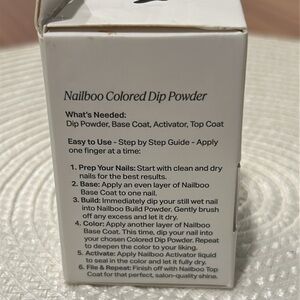 Nailboo Colored Dip Powder
What's Needed:
Dip Powder, Base Coat, Activator, Top Coat
Easy to Use - Step by Step Guide - Apply
one finger at a time:
1. Prep Your Nails: Start with clean and dry
nails for the best results.
2. Base: Apply an even layer of Nailboo
Base Coat to one nail.
3. Build: Immediately dip your still wet nail
into Nailboo Build Powder. Gently brush
off any excess and let it dry.
4. Color: Apply another layer of Nailboo
Base Coat. This time, dip your nail into
your chosen Colored Dip Powder. Repeat
to deepen the color to your liking.
5. Activate: Apply Nailboo Activator liquid
to seal in the color and let it fully dry.
6. File & Repeat: Finish off with Nailboo Top
Coat for that perfect, salon-quality shine.